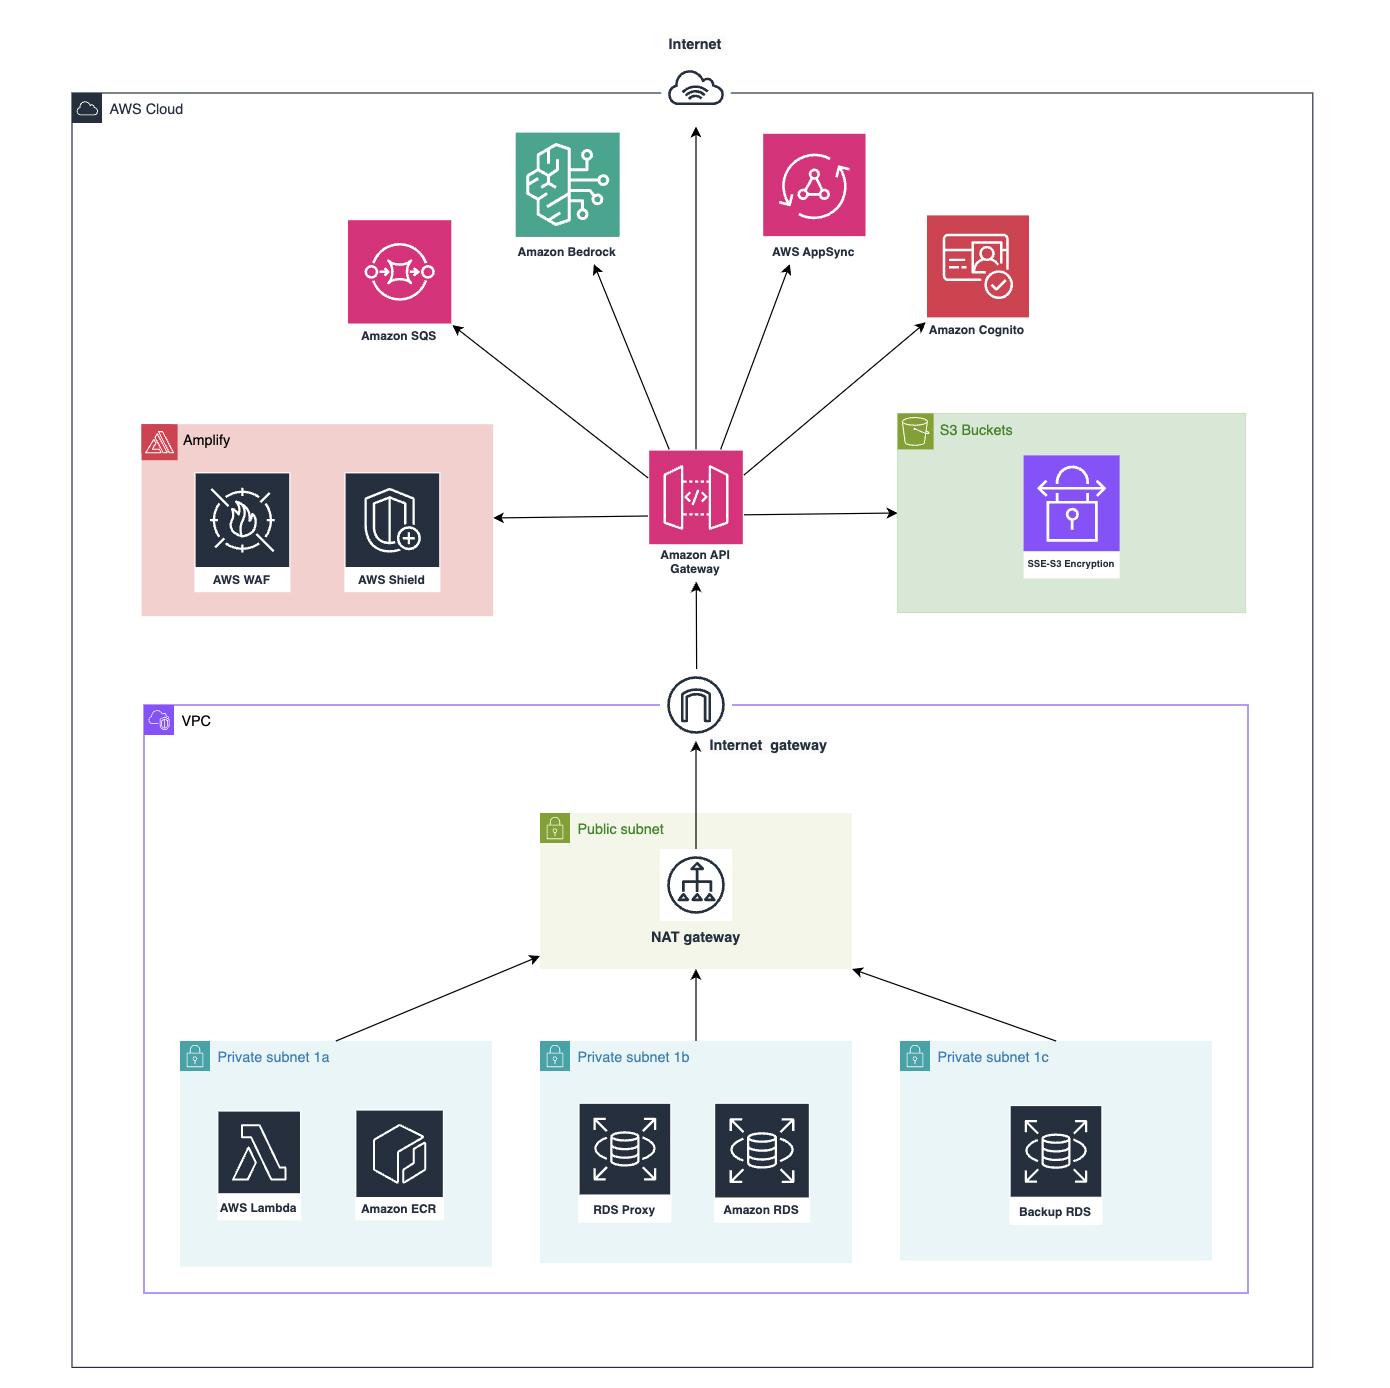 Internet
AWS Cloud
Amazon Bedrock
AWS AppSync
Amazon SQS
Amazon Cognito
Amplify
AWS WAF
AWS Shield
Amazon API
Gateway
S3 Buckets
SSE-S3 Encryption
VPC
Internet gateway
Public subnet
NAT gateway
Private subnet 1a
AWS Lambda
Amazon ECR
Private subnet 1b
RDS Proxy
Amazon RDS
Private subnet 1c
Backup RDS